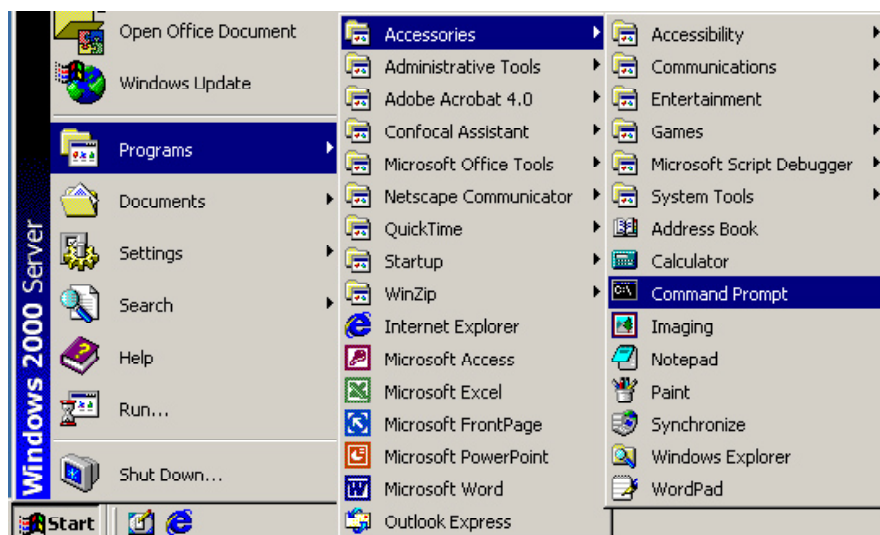 Open Office Document
Windows Update
Programs
Documents
Settings
Search
Help
Run...
Shut Down...
Windows 2000 Server
Start
Accessories
Administrative Tools
Adobe Acrobat 4.0
Confocal Assistant
Microsoft Office Tools
Netscape Communicator
QuickTime
Startup
WinZip
Internet Explorer
Microsoft Access
Microsoft Excel
Microsoft FrontPage
Microsoft PowerPoint
Microsoft Word
Outlook Express
Accessibility
Communications
Entertainment
Games
Microsoft Script Debugger
System Tools
Address Book
Calculator
Command Prompt
Imaging
Notepad
Paint
Synchronize
Windows Explorer
WordPad